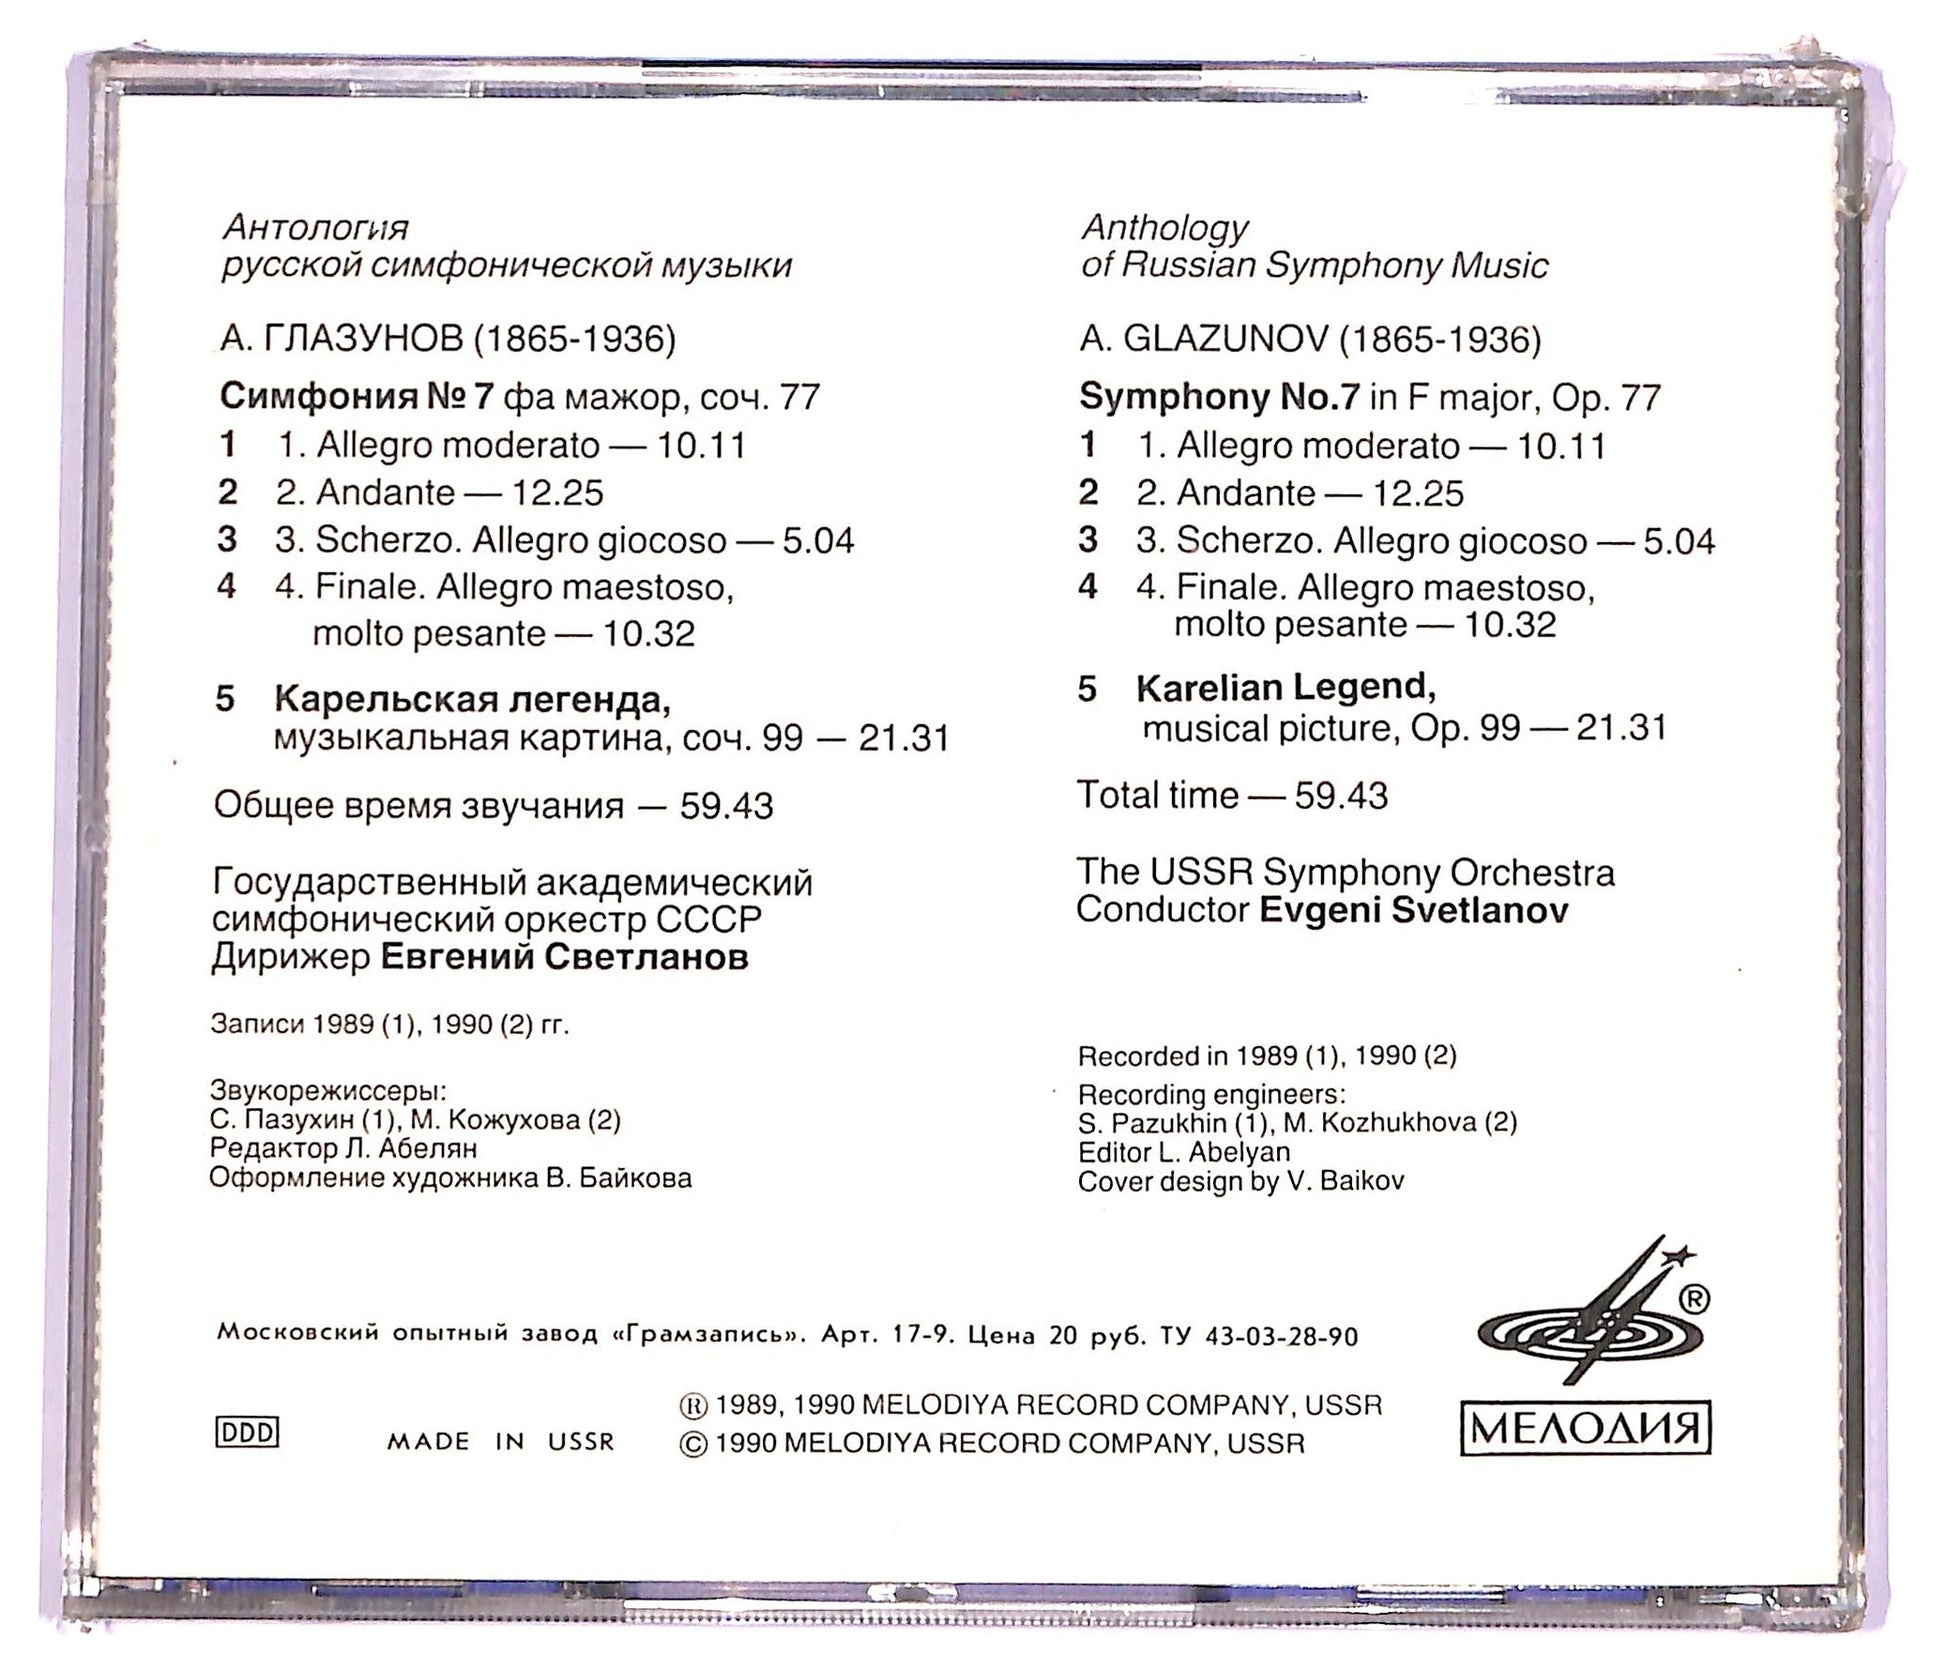 Антология
русской симфонической музыки
А. ГЛАЗУНОВ (1865-1936)
Симфония № 7 фа мажор, соч. 77
1 1. Allegro moderato — 10.11
2 2. Andante — 12.25
3 3. Scherzo. Allegro giocoso — 5.04
4 4. Finale. Allegro maestoso,
molto pesante — 10.32
5 Карельская легенда,
музыкальная картина, соч. 99 — 21.31
Общее время звучания — 59.43
Государственный академический
симфонический оркестр СССР
Дирижер Евгений Светланов
Записи 1989 (1), 1990 (2) гг.
Звукорежиссеры:
С. Пазухин (1), М. Кожухова (2)
Редактор Л. Абелян
Оформление художника В. Байкова
Anthology
of Russian Symphony Music
A. GLAZUNOV (1865-1936)
Symphony No.7 in F major, Op. 77
1 1. Allegro moderato — 10.11
2 2. Andante — 12.25
3 3. Scherzo. Allegro giocoso — 5.04
4 4. Finale. Allegro maestoso,
molto pesante — 10.32
5 Karelian Legend,
musical picture, Op. 99 — 21.31
Total time — 59.43
The USSR Symphony Orchestra
Conductor Evgeni Svetlanov
Recorded in 1989 (1), 1990 (2)
Recording engineers:
S. Pazukhin (1), M. Kozhukhova (2)
Editor L. Abelyan
Cover design by V. Baikov
Московский опытный завод «Грамзапись». Арт. 17-9. Цена 20 руб. ТУ 43-03-28-90
®
МЕЛОДИЯ
DDD
MADE IN USSR
® 1989, 1990 MELODIYA RECORD COMPANY, USSR
© 1990 MELODIYA RECORD COMPANY, USSR